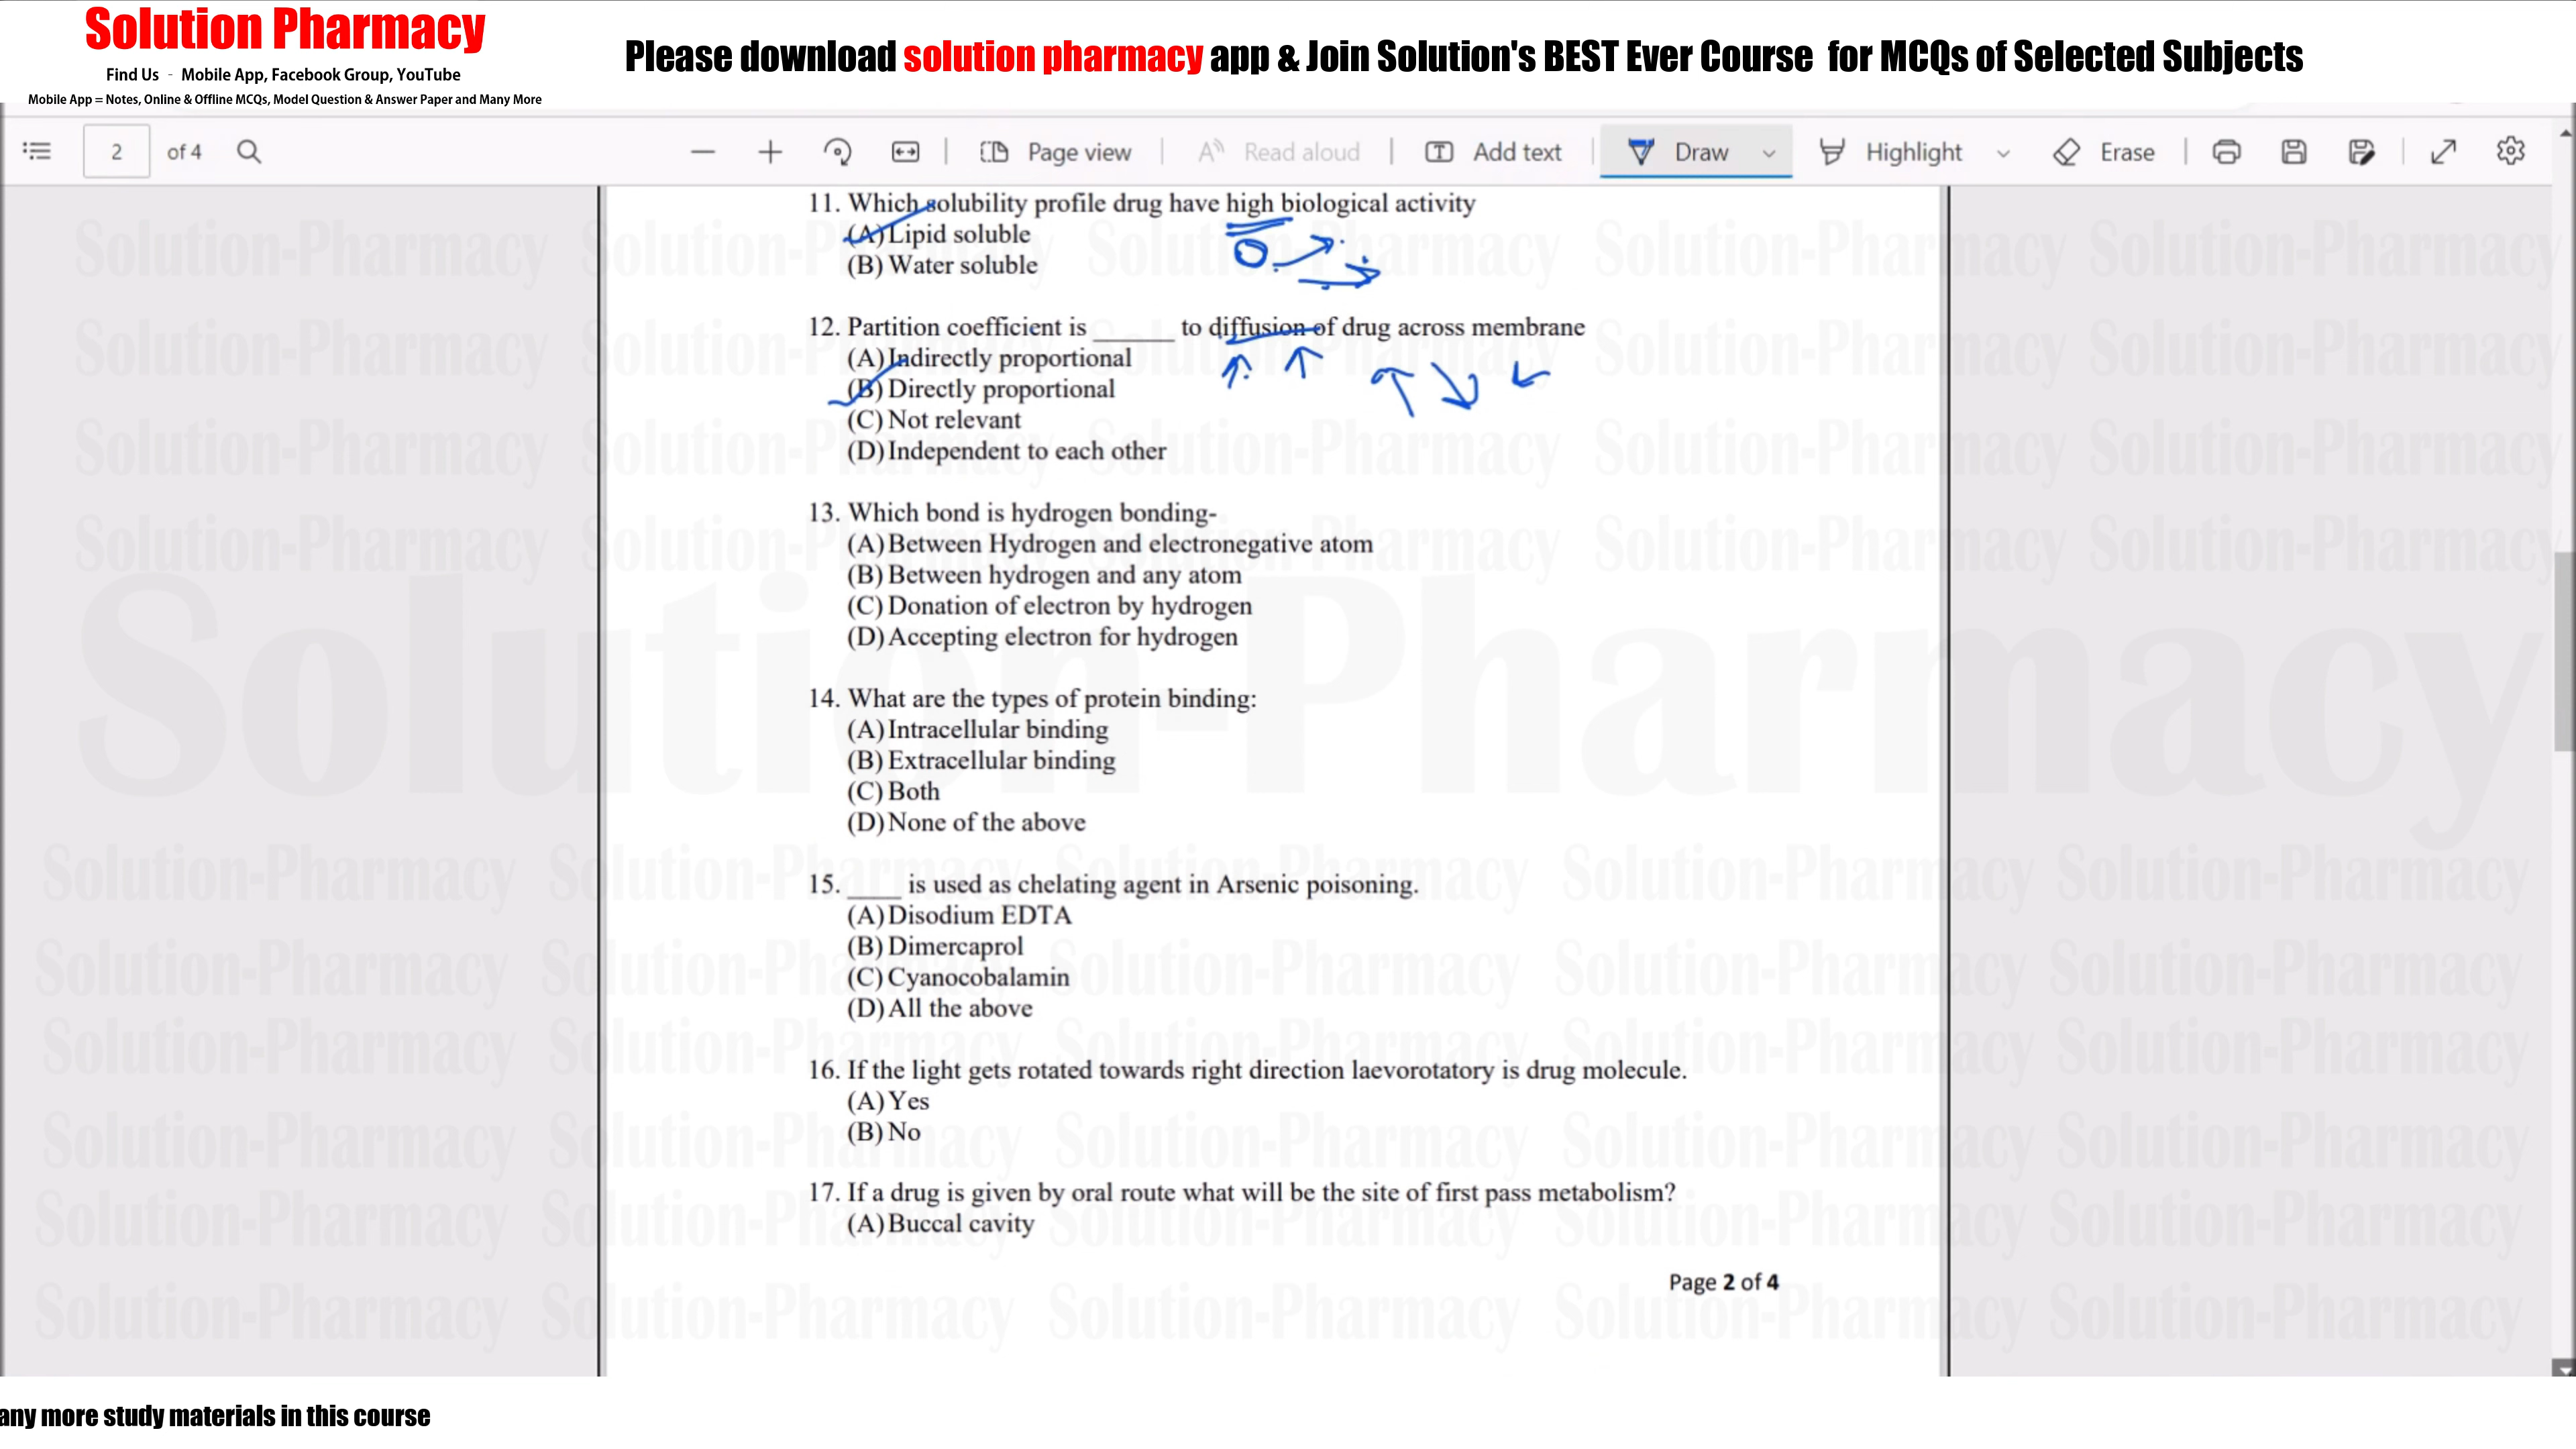 Solution Pharmacy
Find Us - Mobile App, Facebook Group, YouTube
Mobile App = Notes, Online & Offline MCQs, Model Question & Answer Paper and Many More
Please download solution pharmacy app & Join Solution's BEST Ever Course for MCQs of Selected Subjects
2 of 4 Page view Read aloud Add text Draw Highlight Erase
11. Which solubility profile drug have high biological activity
(A) Lipid soluble
(B) Water soluble
12. Partition coefficient is ______ to diffusion of drug across membrane
(A) Indirectly proportional
(B) Directly proportional
(C) Not relevant
(D) Independent to each other
13. Which bond is hydrogen bonding-
(A) Between Hydrogen and electronegative atom
(B) Between hydrogen and any atom
(C) Donation of electron by hydrogen
(D) Accepting electron for hydrogen
14. What are the types of protein binding:
(A) Intracellular binding
(B) Extracellular binding
(C) Both
(D) None of the above
15. ____ is used as chelating agent in Arsenic poisoning.
(A) Disodium EDTA
(B) Dimercaprol
(C) Cyanocobalamin
(D) All the above
16. If the light gets rotated towards right direction laevorotatory is drug molecule.
(A) Yes
(B) No
17. If a drug is given by oral route what will be the site of first pass metabolism?
(A) Buccal cavity
Page 2 of 4
Solution-Pharmacy
any more study materials in this course